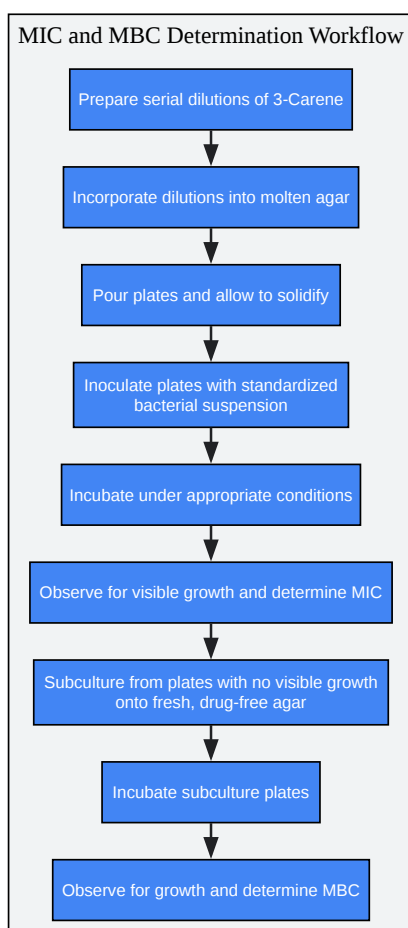 MIC and MBC Determination Workflow
Prepare serial dilutions of 3-Carene
Incorporate dilutions into molten agar
Pour plates and allow to solidify
Inoculate plates with standardized
bacterial suspension
Incubate under appropriate conditions
Observe for visible growth and determine MIC
Subculture from plates with no visible growth
onto fresh, drug-free agar
Incubate subculture plates
Observe for growth and determine MBC